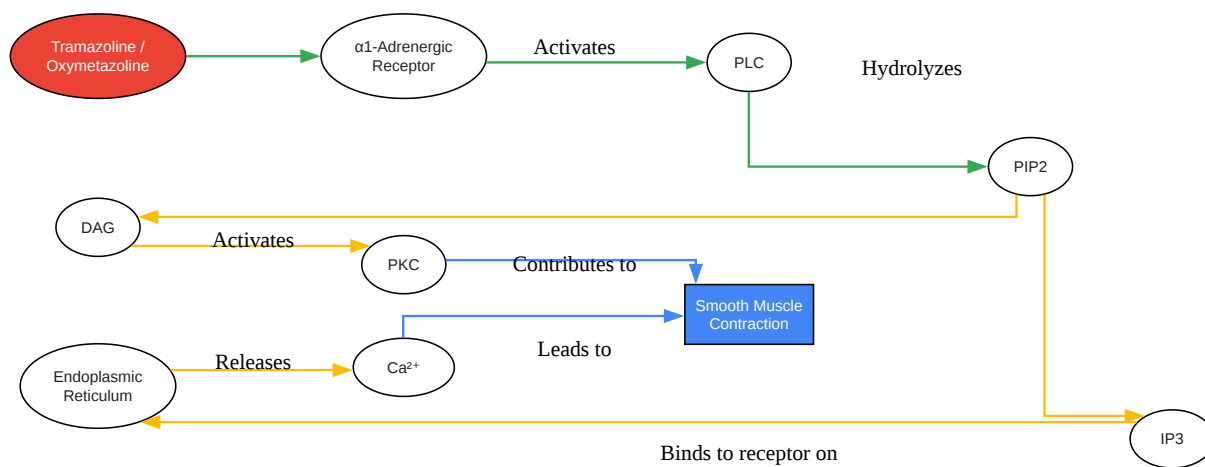 Tramazoline /
Oxymetazoline
α1-Adrenergic
Receptor
Activates
PLC
Hydrolyzes
PIP2
DAG
Activates
PKC
Contributes to
Smooth Muscle
Contraction
Leads to
Endoplasmic
Reticulum
Releases
Ca²⁺
IP3
Binds to receptor on